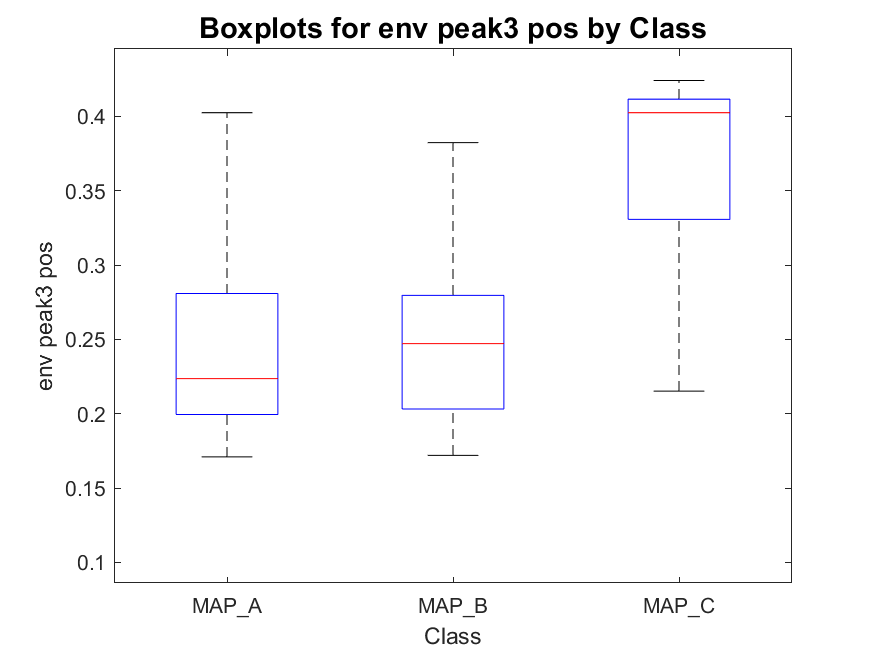 Boxplots for env peak3 pos by Class
env peak3 pos
0.4
0.35
0.3
0.25
0.2
0.15
0.1
MAP_A
MAP_B
MAP_C
Class